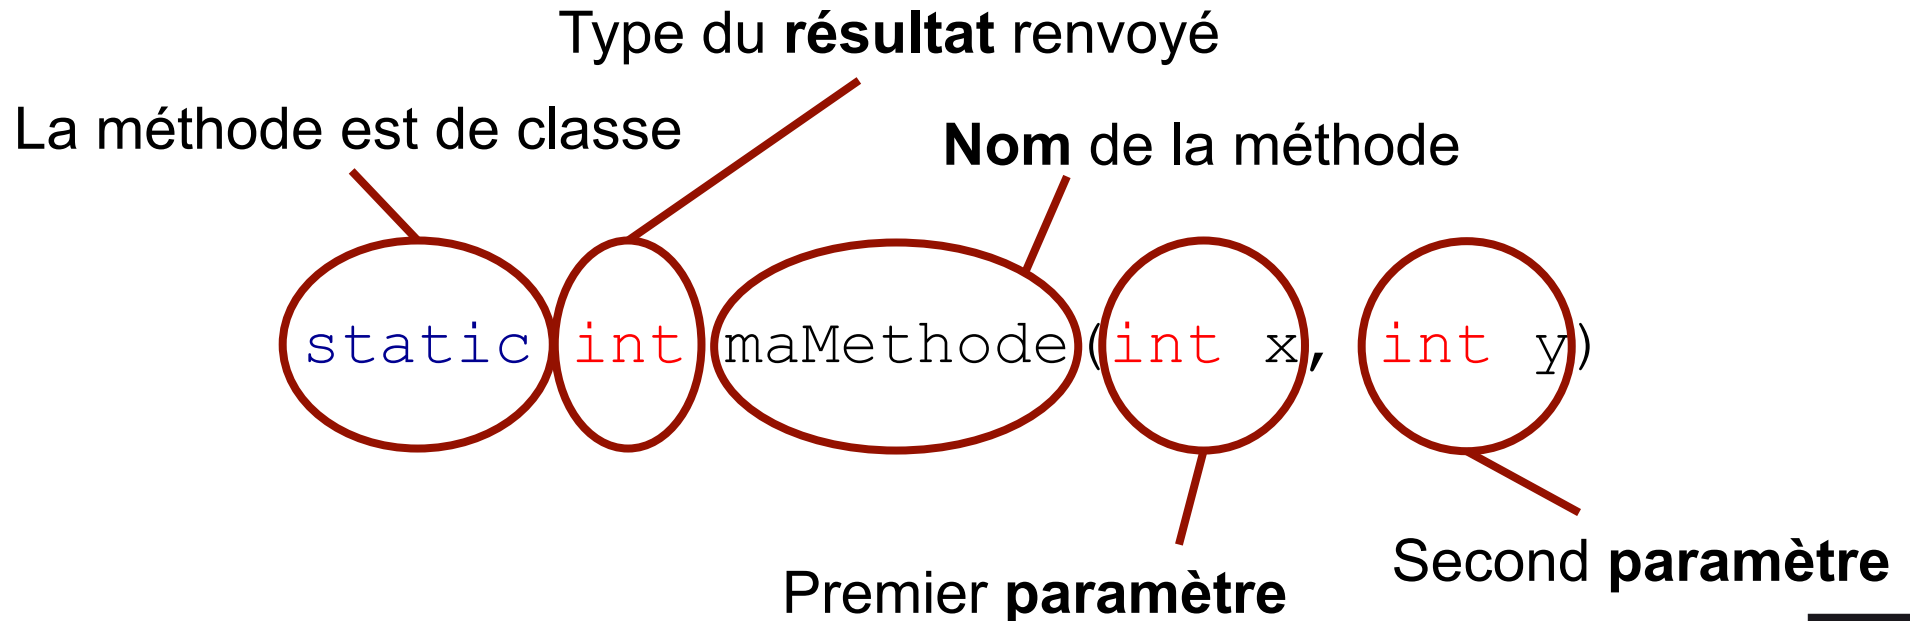 Type du résultat renvoyé
La méthode est de classe
Nom de la méthode
static int maMethode(int x, int y)
Second paramètre
Premier paramètre